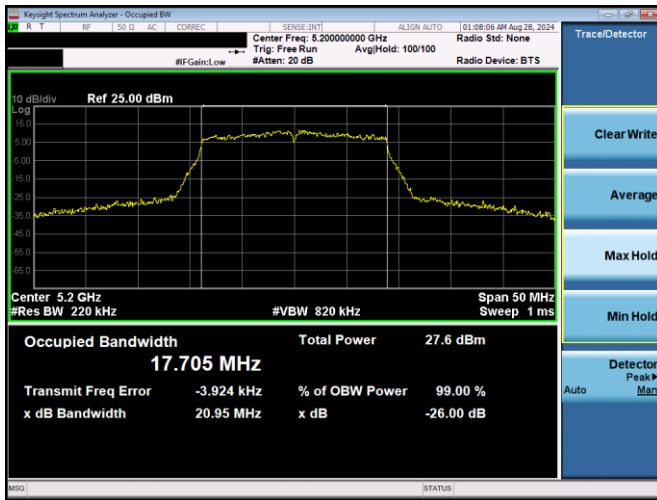 Keysight Spectrum Analyzer - Occupied BW
R T RF 50 Ω AC CORREC SENSE:INT ALIGN AUTO 01:08:06 AM Aug 28, 2024
Center Freq: 5.200000000 GHz Radio Std: None
Trig: Free Run Avg|Hold: 100/100
#IFGain:Low #Atten: 20 dB Radio Device: BTS
Trace/Detector
10 dB/div Ref 25.00 dBm
Log
15.0
5.00
-5.00
-15.0
-25.0
-35.0
-45.0
-55.0
-65.0
Center 5.2 GHz Span 50 MHz
#Res BW 220 kHz #VBW 820 kHz Sweep 1 ms
Occupied Bandwidth Total Power 27.6 dBm
17.705 MHz
Transmit Freq Error -3.924 kHz % of OBW Power 99.00 %
x dB Bandwidth 20.95 MHz x dB -26.00 dB
Clear Write
Average
Max Hold
Min Hold
Detector
Peak▶
Auto Man
MSG STATUS